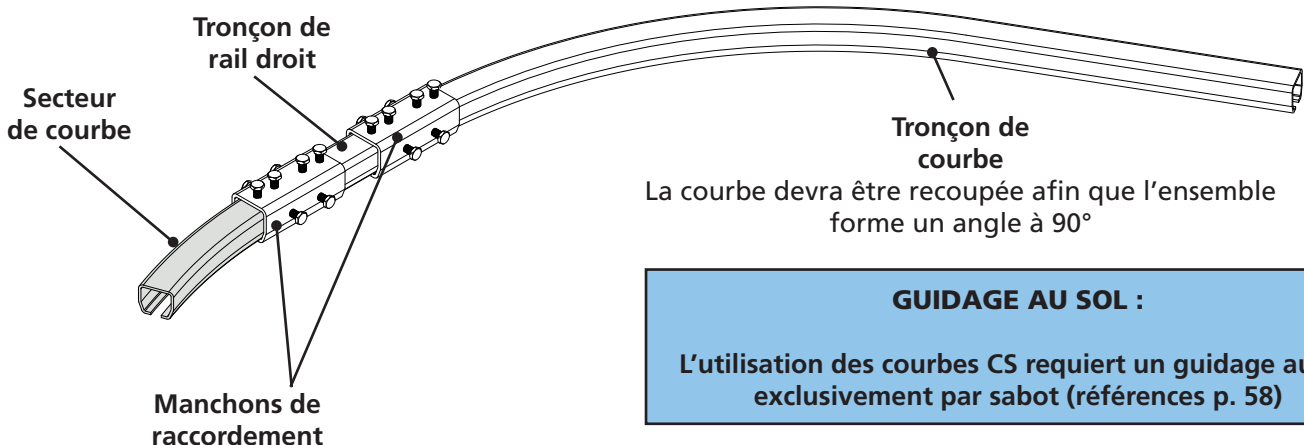 Tronçon de
rail droit
Secteur
de courbe
Tronçon de
courbe
La courbe devra être recoupée afin que l’ensemble
forme un angle à 90°
GUIDAGE AU SOL :
L’utilisation des courbes CS requiert un guidage au
exclusivement par sabot (références p. 58)
Manchons de
raccordement